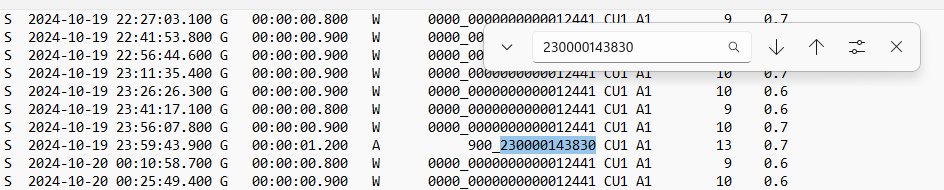 S  2024-10-19 22:27:03.100 G   00:00:00.800   W      0000_0000000000012441 CU1 A1         9    0.7
S  2024-10-19 22:41:53.800 G   00:00:00.900   W      0000_00
S  2024-10-19 22:56:44.600 G   00:00:00.900   W      0000_00
230000143830
S  2024-10-19 23:11:35.400 G   00:00:00.900   W      0000_0000000000012441 CU1 A1        10    0.7
S  2024-10-19 23:26:26.300 G   00:00:00.900   W      0000_0000000000012441 CU1 A1        10    0.6
S  2024-10-19 23:41:17.100 G   00:00:00.800   W      0000_0000000000012441 CU1 A1         9    0.6
S  2024-10-19 23:56:07.800 G   00:00:00.900   W      0000_0000000000012441 CU1 A1        10    0.7
S  2024-10-19 23:59:43.900 G   00:00:01.200   A           900_230000143830 CU1 A1        13    0.7
S  2024-10-20 00:10:58.700 G   00:00:00.800   W      0000_0000000000012441 CU1 A1         9    0.6
S  2024-10-20 00:25:49.400 G   00:00:00.900   W      0000_0000000000012441 CU1 A1        10    0.6